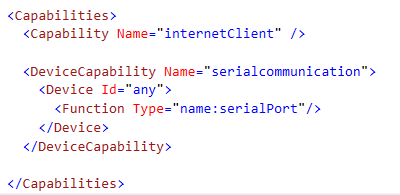 <Capabilities>
<Capability Name="internetClient" />
<DeviceCapability Name="serialcommunication">
<Device Id="any">
<Function Type="name:serialPort"/>
</Device>
</DeviceCapability>
</Capabilities>